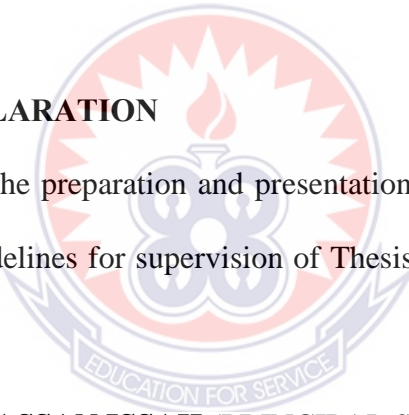 LARATION
he preparation and presentation
delines for supervision of Thesis
EDUCATION FOR SERVICE